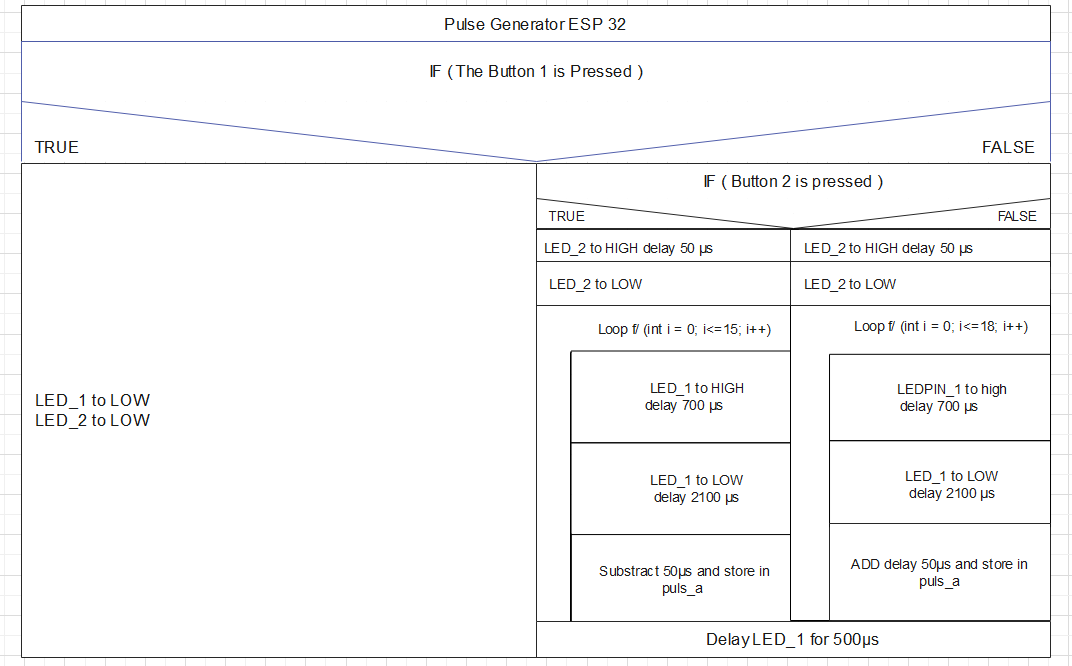 Pulse Generator ESP 32
IF ( The Button 1 is Pressed )
TRUE
FALSE
LED_1 to LOW
LED_2 to LOW
IF ( Button 2 is pressed )
TRUE
FALSE
LED_2 to HIGH delay 50 µs
LED_2 to LOW
Loop f/ (int i = 0; i<=15; i++)
LED_1 to HIGH
delay 700 µs
LED_1 to LOW
delay 2100 µs
Substract 50µs and store in
puls_a
LED_2 to HIGH delay 50 µs
LED_2 to LOW
Loop f/ (int i = 0; i<=18; i++)
LEDPIN_1 to high
delay 700 µs
LED_1 to LOW
delay 2100 µs
ADD delay 50µs and store in
puls_a
Delay LED_1 for 500µs